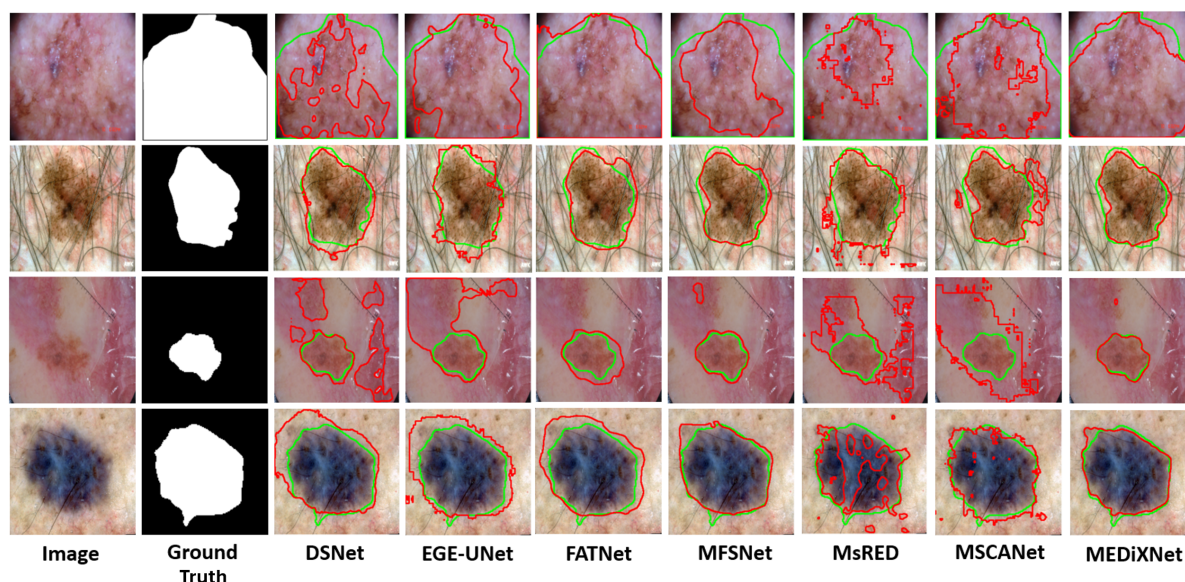 Image
Ground
Truth
DSNet
EGE-UNet
FATNet
MFSNet
MsRED
MSCANet
MEDiXNet